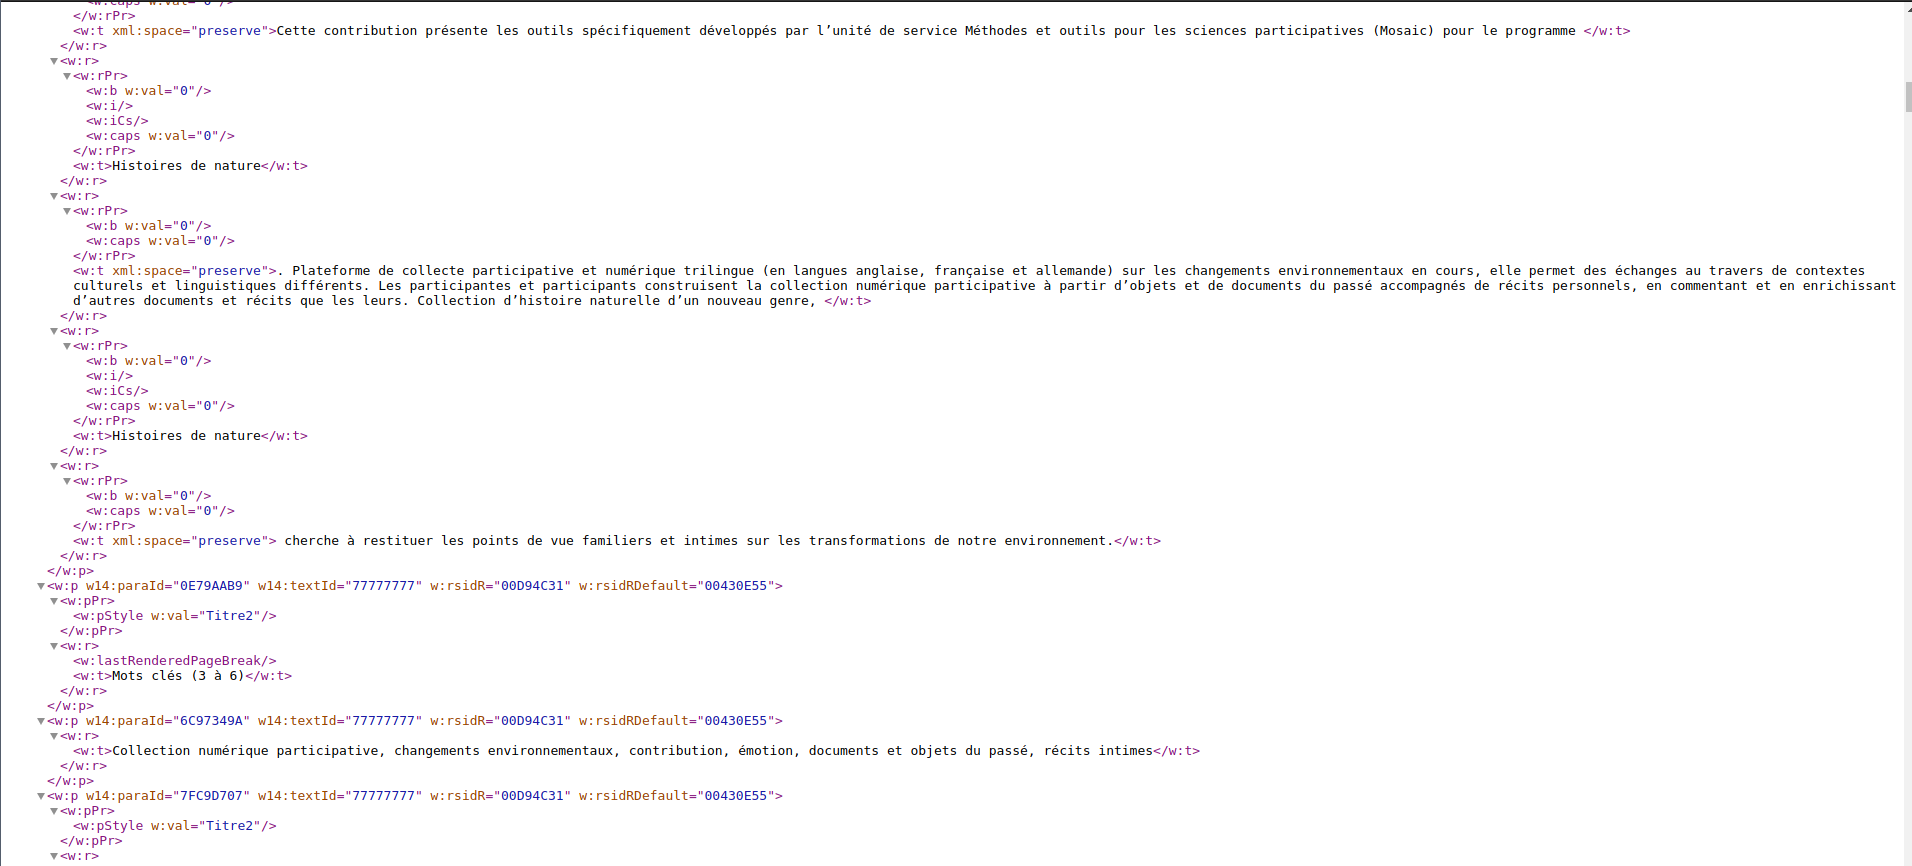 <w:caps w:val="0"/>
</w:rPr>
<w:t xml:space="preserve">Cette contribution présente les outils spécifiquement développés par l’unité de service Méthodes et outils pour les sciences participatives (Mosaic) pour le programme </w:t>
</w:r>
▼<w:r>
▼<w:rPr>
<w:b w:val="0"/>
<w:i/>
<w:iCs/>
<w:caps w:val="0"/>
</w:rPr>
<w:t>Histoires de nature</w:t>
</w:r>
▼<w:r>
▼<w:rPr>
<w:b w:val="0"/>
<w:caps w:val="0"/>
</w:rPr>
<w:t xml:space="preserve">. Plateforme de collecte participative et numérique trilingue (en langues anglaise, française et allemande) sur les changements environnementaux en cours, elle permet des échanges au travers de contextes
culturels et linguistiques différents. Les participantes et participants construisent la collection numérique participative à partir d’objets et de documents du passé accompagnés de récits personnels, en commentant et en enrichissant
d’autres documents et récits que les leurs. Collection d’histoire naturelle d’un nouveau genre, </w:t>
</w:r>
▼<w:r>
▼<w:rPr>
<w:b w:val="0"/>
<w:i/>
<w:iCs/>
<w:caps w:val="0"/>
</w:rPr>
<w:t>Histoires de nature</w:t>
</w:r>
▼<w:r>
▼<w:rPr>
<w:b w:val="0"/>
<w:caps w:val="0"/>
</w:rPr>
<w:t xml:space="preserve"> cherche à restituer les points de vue familiers et intimes sur les transformations de notre environnement.</w:t>
</w:r>
</w:p>
▼<w:p w14:paraId="0E79AAB9" w14:textId="77777777" w:rsidR="00D94C31" w:rsidRDefault="00430E55">
▼<w:pPr>
<w:pStyle w:val="Titre2"/>
</w:pPr>
▼<w:r>
<w:lastRenderedPageBreak/>
<w:t>Mots clés (3 à 6)</w:t>
</w:r>
</w:p>
▼<w:p w14:paraId="6C97349A" w14:textId="77777777" w:rsidR="00D94C31" w:rsidRDefault="00430E55">
▼<w:r>
<w:t>Collection numérique participative, changements environnementaux, contribution, émotion, documents et objets du passé, récits intimes</w:t>
</w:r>
</w:p>
▼<w:p w14:paraId="7FC9D707" w14:textId="77777777" w:rsidR="00D94C31" w:rsidRDefault="00430E55">
▼<w:pPr>
<w:pStyle w:val="Titre2"/>
</w:pPr>
▼<w:r>